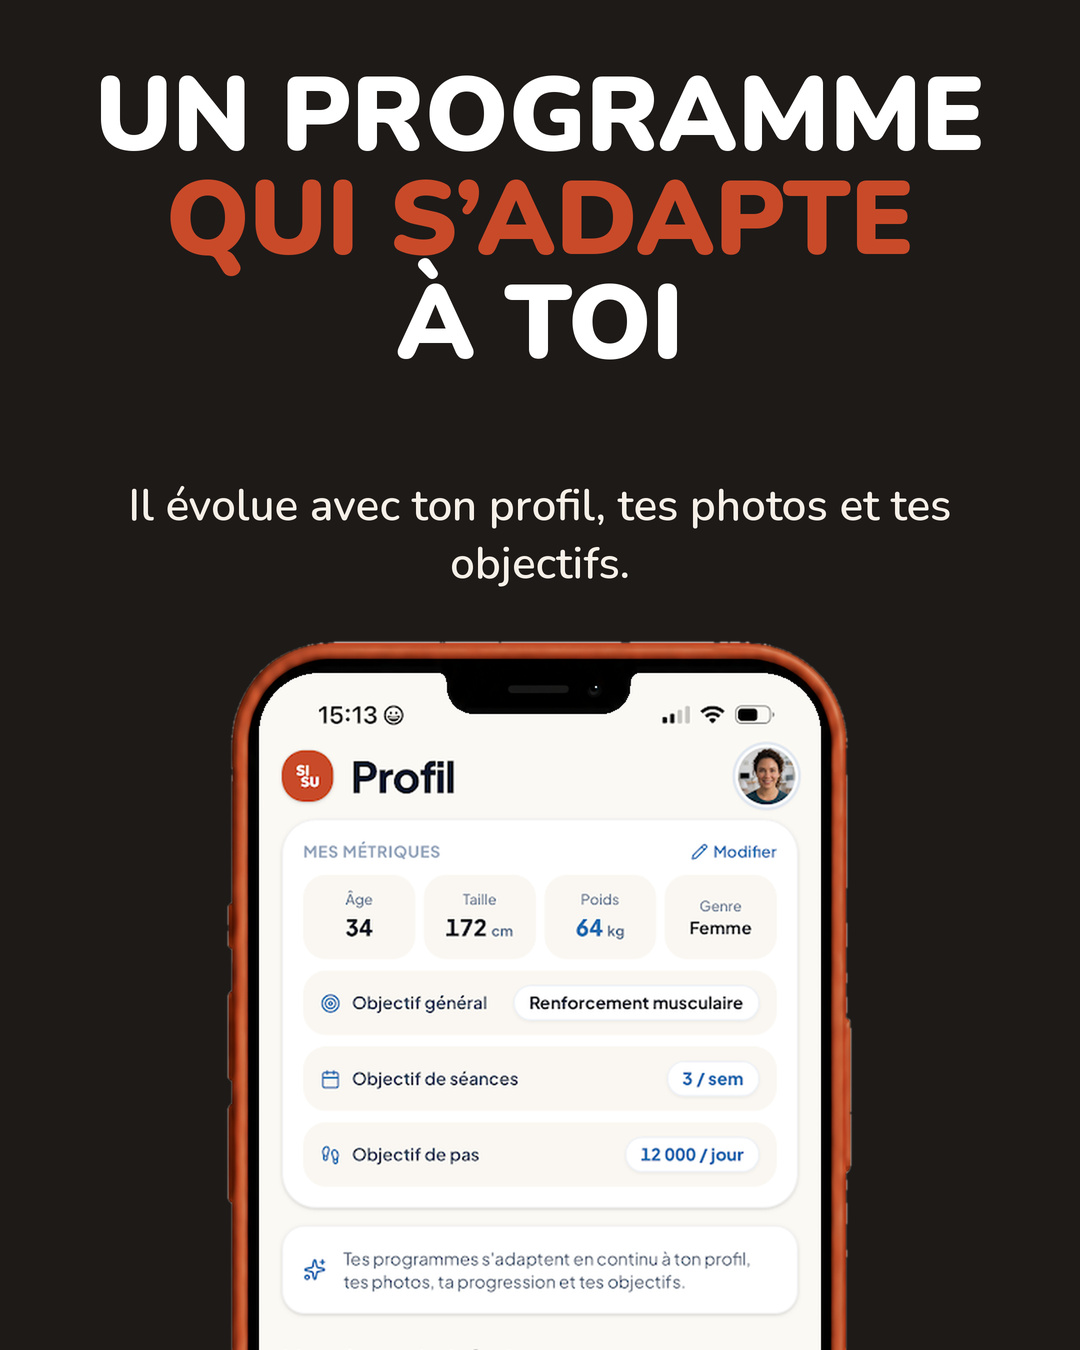 UN PROGRAMME
QUI S’ADAPTE
À TOI
Il évolue avec ton profil, tes photos et tes
objectifs.
15:13
SI
SU
Profil
MES MÉTRIQUES
Modifier
Âge
34
Taille
172 cm
Poids
64 kg
Genre
Femme
Objectif général
Renforcement musculaire
Objectif de séances
3 / sem
Objectif de pas
12 000 / jour
Tes programmes s'adaptent en continu à ton profil,
tes photos, ta progression et tes objectifs.